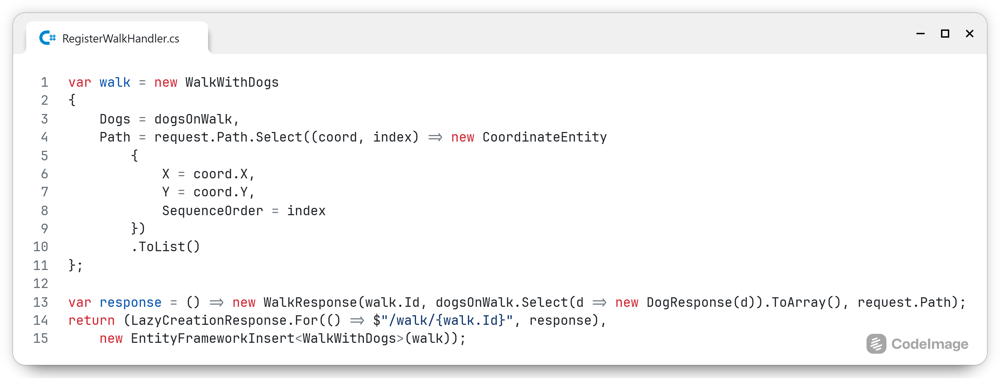 RegisterWalkHandler.cs
1 var walk = new WalkWithDogs
2 {
3     Dogs = dogsOnWalk,
4     Path = request.Path.Select((coord, index) => new CoordinateEntity
5         {
6             X = coord.X,
7             Y = coord.Y,
8             SequenceOrder = index
9         })
10         .ToList()
11 };
12
13 var response = () => new WalkResponse(walk.Id, dogsOnWalk.Select(d => new DogResponse(d)).ToArray(), request.Path);
14 return (LazyCreationResponse.For(() => $"/walk/{walk.Id}", response),
15     new EntityFrameworkInsert<WalkWithDogs>(walk));
CodeImage